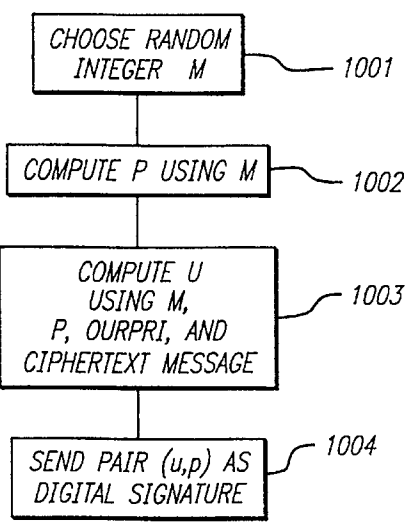 CHOOSE RANDOM
INTEGER M
1001
COMPUTE P USING M
1002
COMPUTE U
USING M,
P, OURPRI, AND
CIPHERTEXT MESSAGE
1003
SEND PAIR (u,p) AS
DIGITAL SIGNATURE
1004